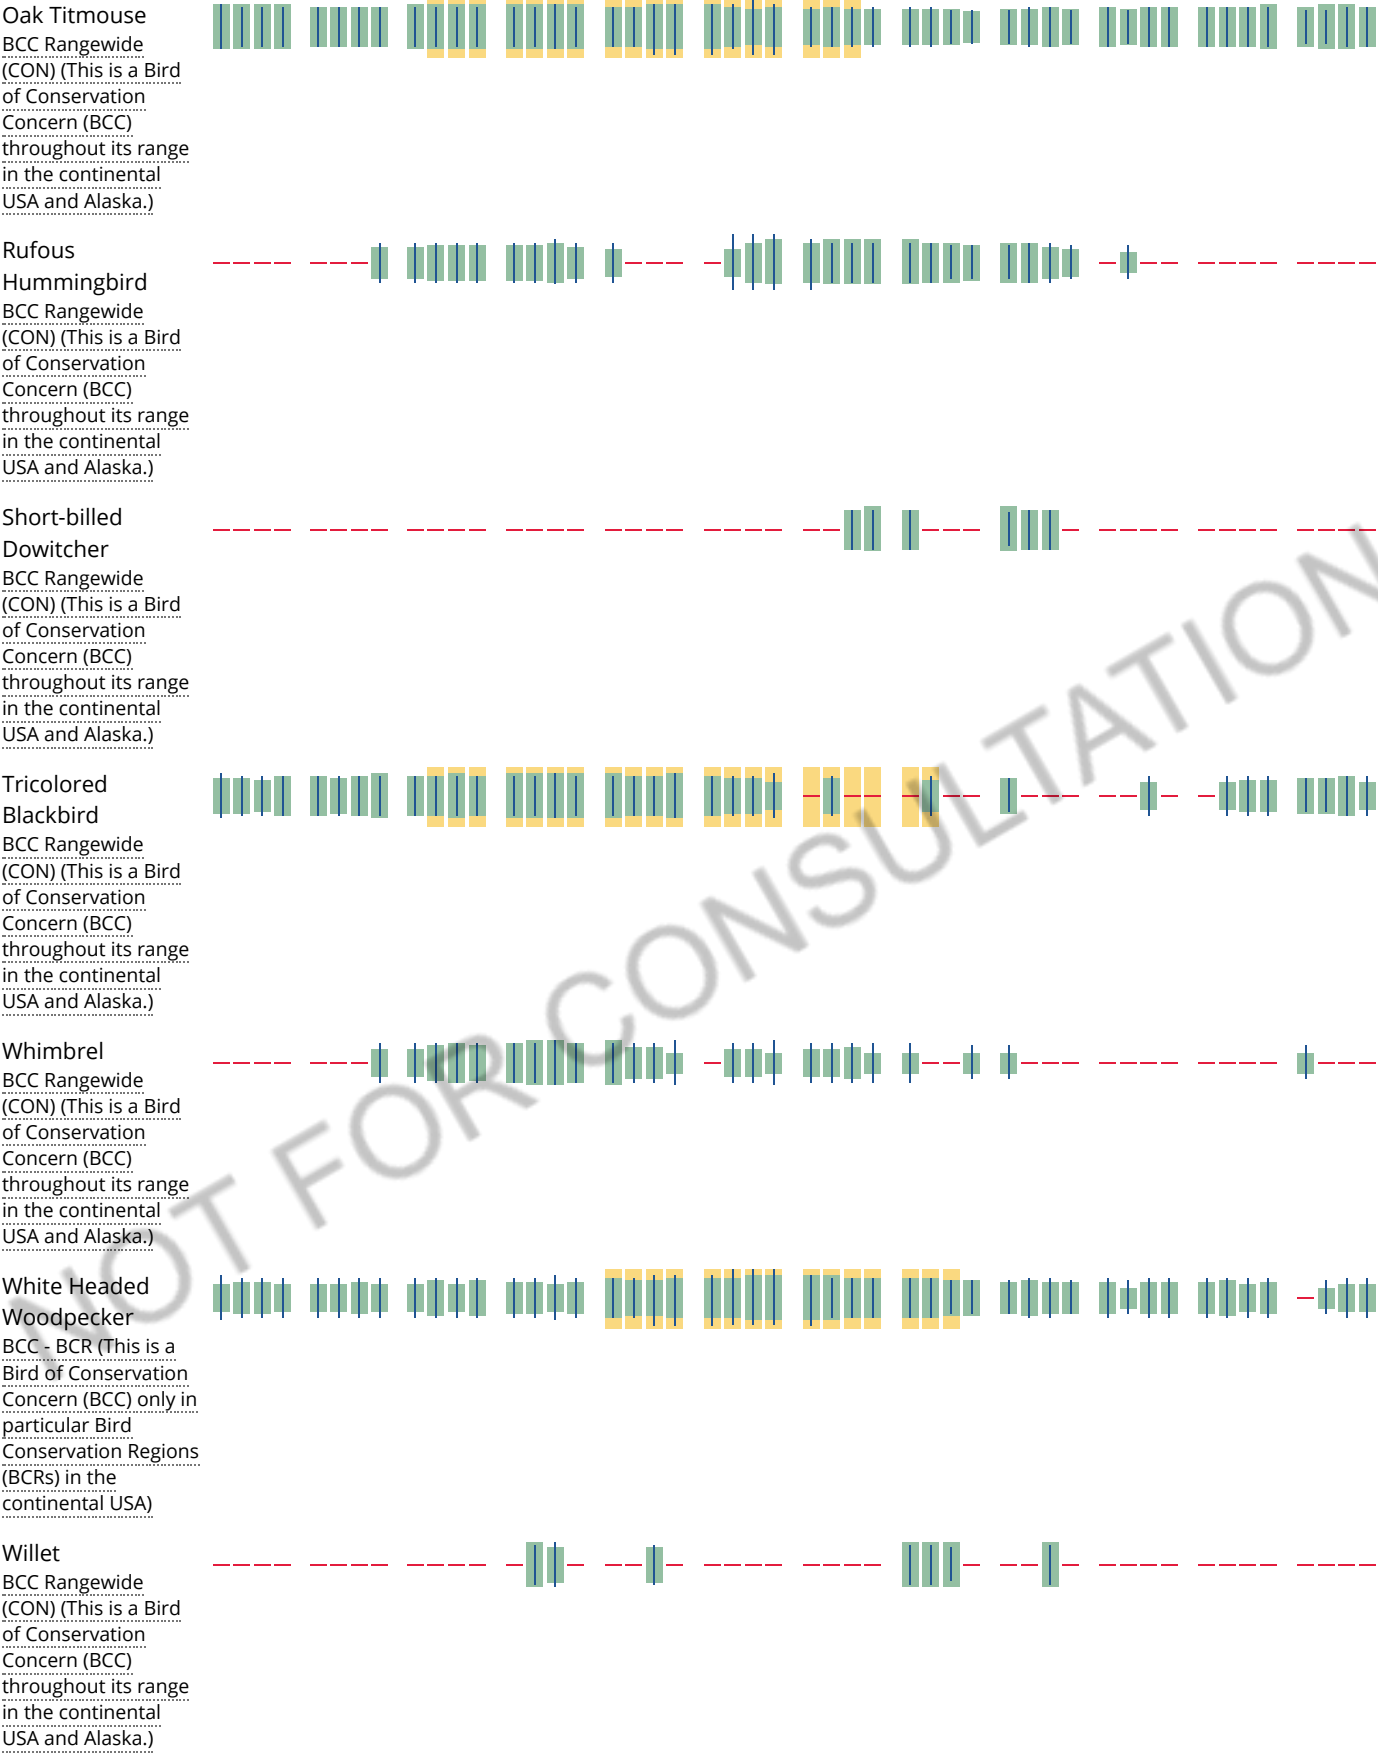 Oak Titmouse
BCC Rangewide
(CON) (This is a Bird
of Conservation
Concern (BCC)
throughout its range
in the continental
USA and Alaska.)
Rufous
Hummingbird
BCC Rangewide
(CON) (This is a Bird
of Conservation
Concern (BCC)
throughout its range
in the continental
USA and Alaska.)
Short-billed
Dowitcher
BCC Rangewide
(CON) (This is a Bird
of Conservation
Concern (BCC)
throughout its range
in the continental
USA and Alaska.)
Tricolored
Blackbird
BCC Rangewide
(CON) (This is a Bird
of Conservation
Concern (BCC)
throughout its range
in the continental
USA and Alaska.)
Whimbrel
BCC Rangewide
(CON) (This is a Bird
of Conservation
Concern (BCC)
throughout its range
in the continental
USA and Alaska.)
White Headed
Woodpecker
BCC - BCR (This is a
Bird of Conservation
Concern (BCC) only in
particular Bird
Conservation Regions
(BCRs) in the
continental USA)
Willet
BCC Rangewide
(CON) (This is a Bird
of Conservation
Concern (BCC)
throughout its range
in the continental
USA and Alaska.)
NOT FOR CONSULTATION